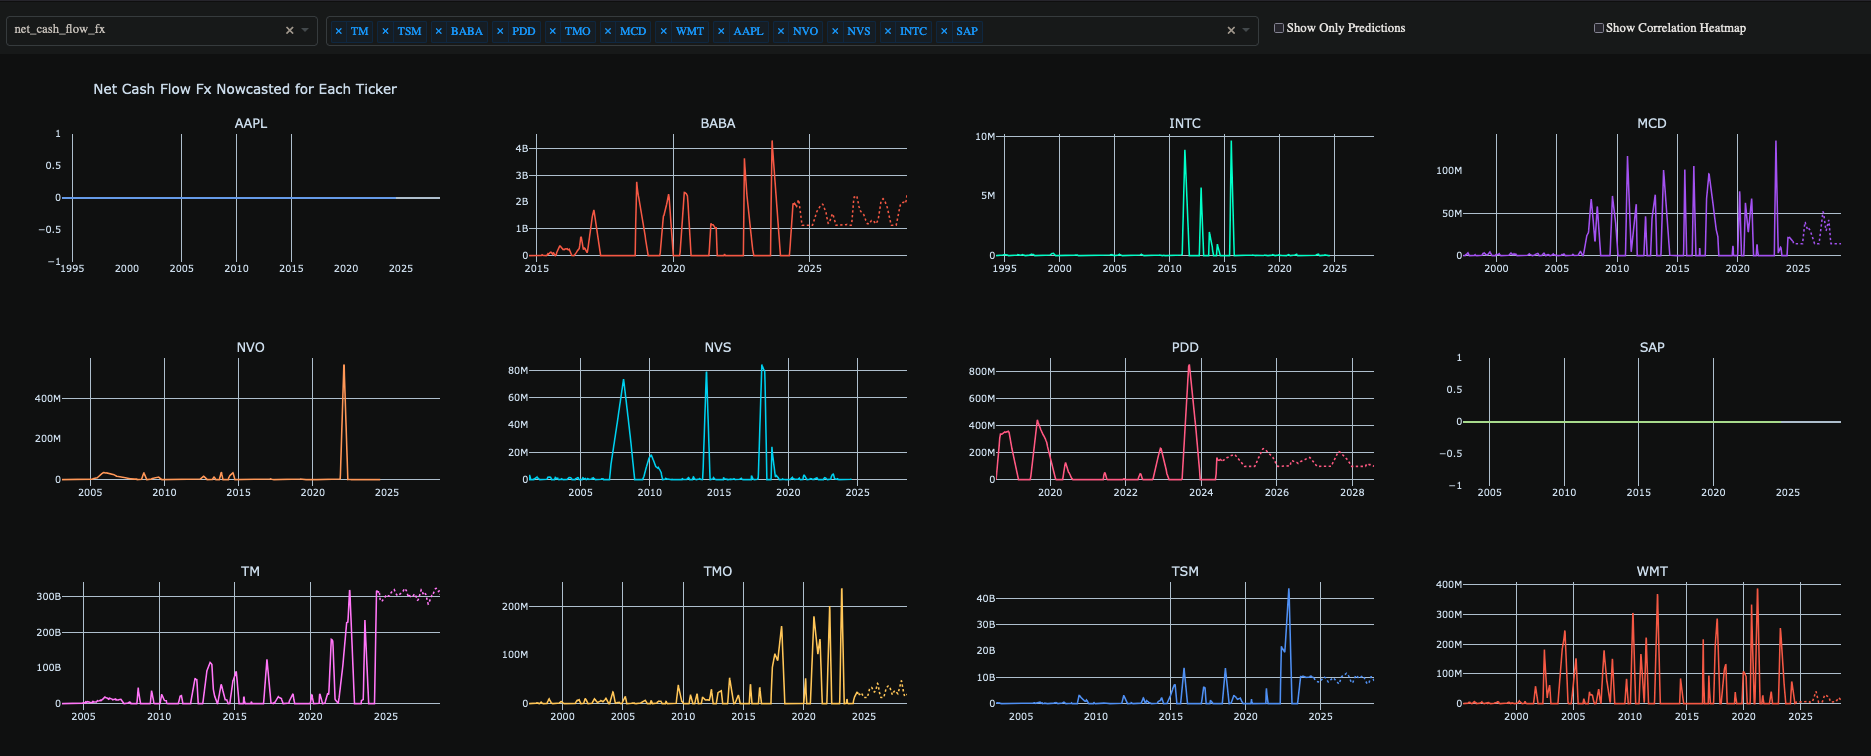 net_cash_flow_fx × × TM × TSM × BABA × PDD × TMO × MCD × WMT × AAPL × NVO × NVS × INTC × SAP × Show Only Predictions Show Correlation Heatmap
Net Cash Flow Fx Nowcasted for Each Ticker
AAPL
1
0.5
0
−0.5
−1
1995 2000 2005 2010 2015 2020 2025
BABA
4B
3B
2B
1B
0
2015 2020 2025
INTC
10M
5M
0
1995 2000 2005 2010 2015 2020 2025
MCD
100M
50M
0
2000 2005 2010 2015 2020 2025
NVO
400M
200M
0
2005 2010 2015 2020 2025
NVS
80M
60M
40M
20M
0
2005 2010 2015 2020 2025
PDD
800M
600M
400M
200M
0
2020 2022 2024 2026 2028
SAP
1
0.5
0
−0.5
−1
2005 2010 2015 2020 2025
TM
300B
200B
100B
0
2005 2010 2015 2020 2025
TMO
200M
100M
0
2000 2005 2010 2015 2020 2025
TSM
40B
30B
20B
10B
0
2005 2010 2015 2020 2025
WMT
400M
300M
200M
100M
0
2000 2005 2010 2015 2020 2025